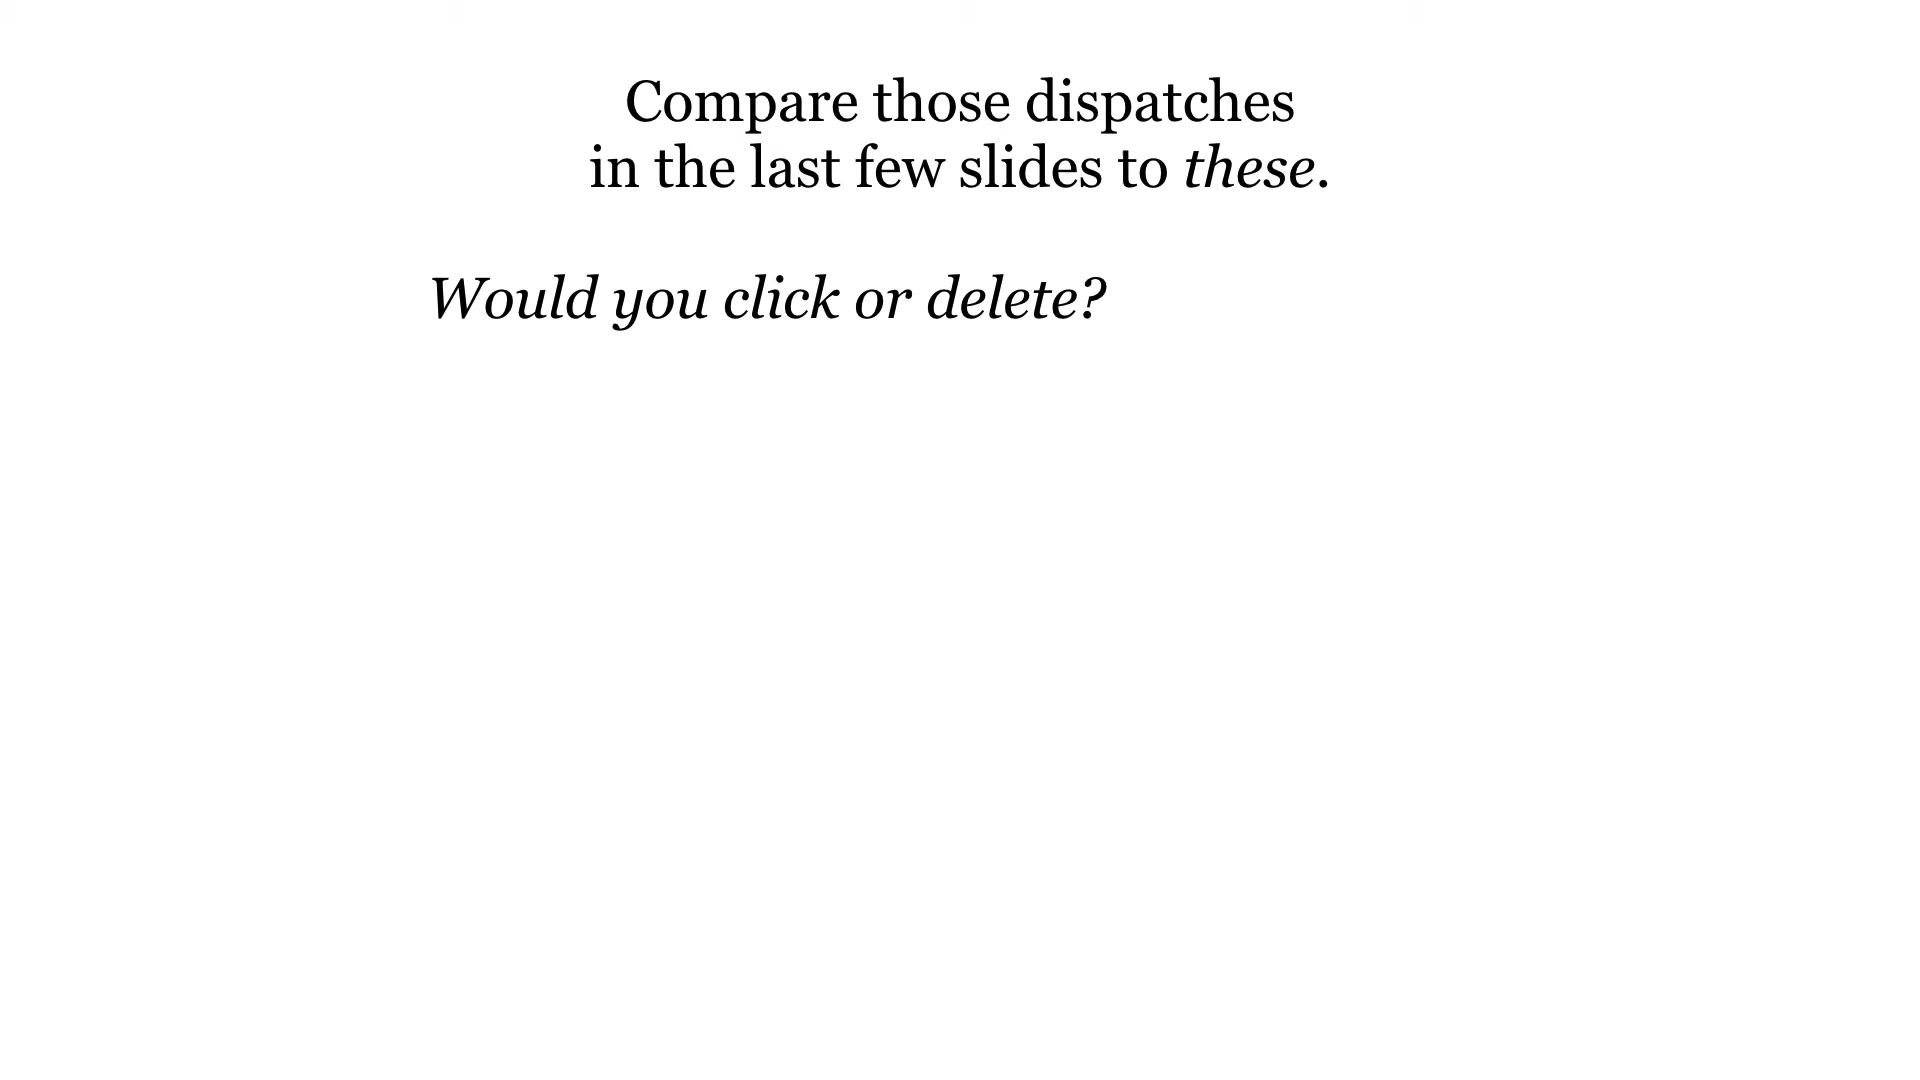 Compare those dispatches
in the last few slides to these.
Would you click or delete?